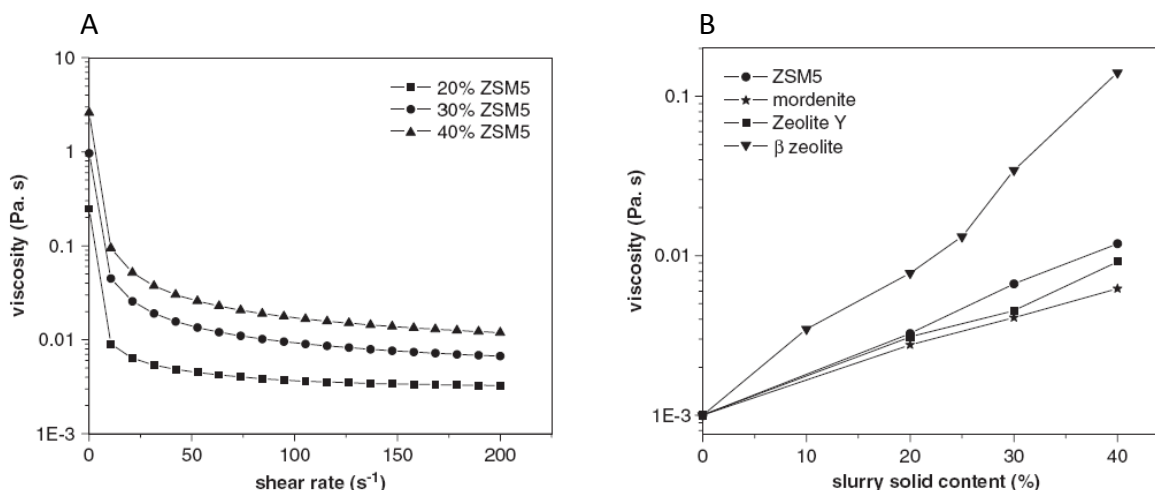 A
viscosity (Pa. s)
10
1
0.1
0.01
1E-3
20% ZSM5
30% ZSM5
40% ZSM5
0
50
100
150
200
shear rate (s⁻¹)
B
viscosity (Pa. s)
0.1
0.01
1E-3
ZSM5
mordenite
Zeolite Y
β zeolite
0
10
20
30
40
slurry solid content (%)